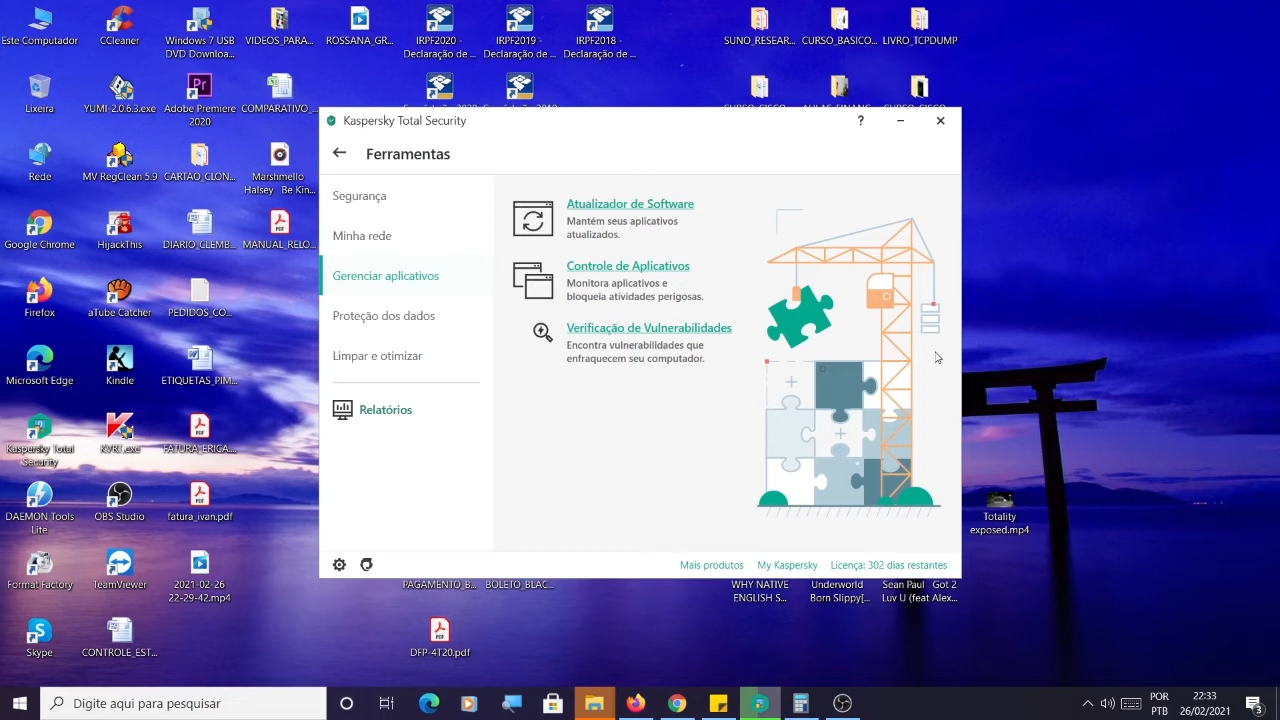 Este Computador
CCleaner
Windows 7 USB
DVD Downloa...
VIDEOS_PARA...
ROSSANA_GR...
IRPF2020 -
Declaração de ...
IRPF2019 -
Declaração de ...
IRPF2018 -
Declaração de ...
SUNO_RESEAR...
CURSO_BASICO...
LIVRO_TCPDUMP
Lixeira
YUMI-2.0.6.3.exe
Adobe Premiere
2020
COMPARATIVO_...
Kaspersky Total Security
?
Ferramentas
Segurança
Minha rede
Gerenciar aplicativos
Proteção dos dados
Limpar e otimizar
Relatórios
Atualizador de Software
Mantém seus aplicativos
atualizados.
Controle de Aplicativos
Monitora aplicativos e
bloqueia atividades perigosas.
Verificação de Vulnerabilidades
Encontra vulnerabilidades que
enfraquecem seu computador.
Mais produtos
My Kaspersky
Licença: 302 dias restantes
Rede
MV RegClean 5.9
CARTAO_CLON...
Marshmello
Halsey - Be Kin...
Google Chrome
HijackThis
DIARIO_CLEMB...
MANUAL_RELO...
Firefox
aTube Catcher
PEDIDOS_CO...
Microsoft Edge
Kindle
ETIQUETAS_PIM...
Kaspersky Total
Security
KVRT.exe
FATURA_ERICA...
DAEMON Tools
Lite
OBS Studio
fatura_ivan.pdf
Totality
exposed.mp4
Format Factory
TeamViewer
2021-02-26
22-29-42.mp4
PAGAMENTO_B...
BOLETO_BLAC...
WHY NATIVE
ENGLISH S...
Underworld
Born Slippy[...
Sean Paul Got 2
Luv U (feat Alex...
Skype
CONTROLE_EST...
DFP-4T20.pdf
Digite aqui para pesquisar
POR
PTB
22:33
26/02/2021
3